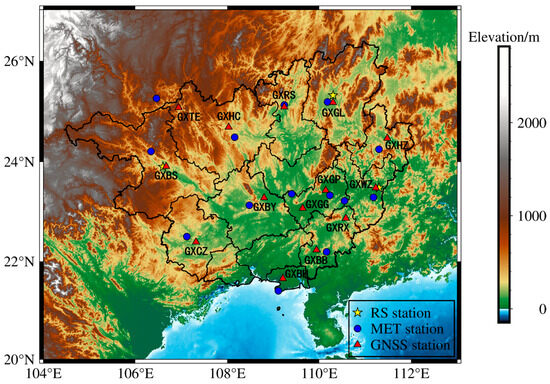 Elevation/m
26°N
24°N
22°N
20°N
GXRS
GXTE
GXHC
GXGL
GXHZ
GXBS
GXGP
GXWZ
GXBY
GXGG
GXRX
GXCZ
GXBB
2000
1000
0
RS station
MET station
GNSS station
104°E
106°E
108°E
110°E
112°E